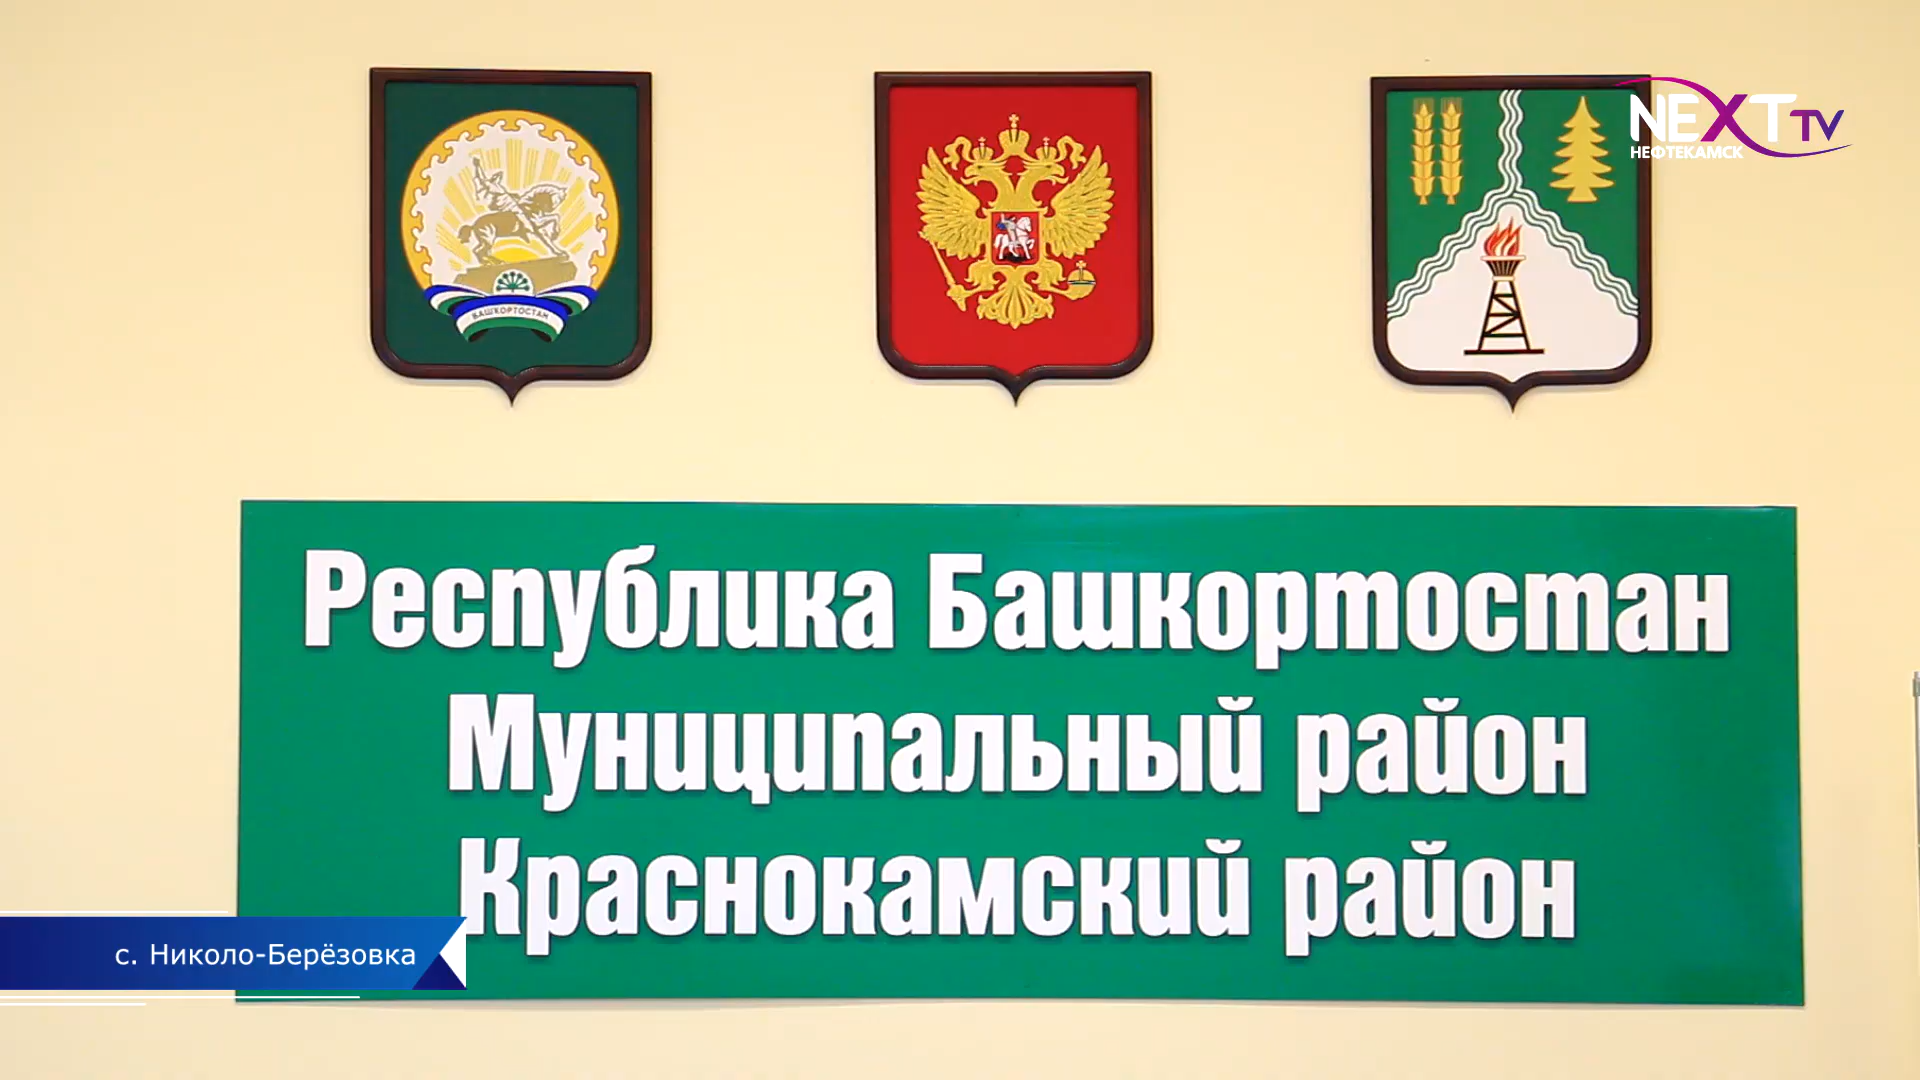 NEXT TV
НЕФТЕКАМСК
БАШКОРТОСТАН
Республика Башкортостан
Муниципальный район
Краснокамский район
с. Николо-Берёзовка